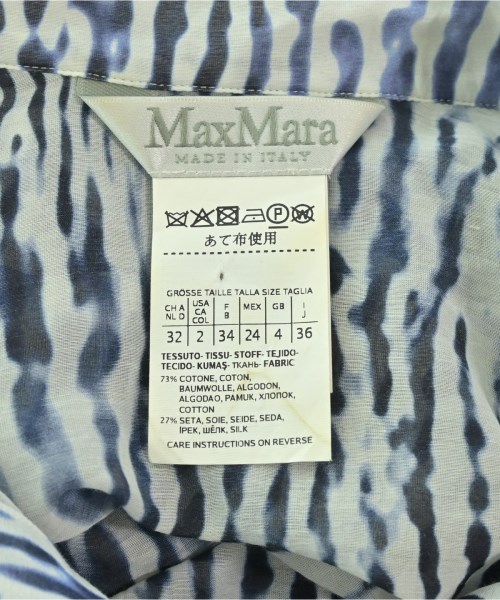 MaxMara
MADE IN ITALY
P W
あて布使用
GRÖSSE TAILLE TALLA SIZE TAGLIA
CH A NL D USA CA COL F B MEX GB I J
32 2 34 24 4 36
TESSUTO- TISSU- STOFF- TEJIDO-
TECIDO- KUMAŞ- ТКАНЬ- FABRIC
73% COTONE, COTON,
BAUMWOLLE, ALGODON,
ALGODAO, PAMUK, ХЛОПОК,
COTTON
27% SETA, SOIE, SEIDE, SEDA,
İPEK, ШЁЛК, SILK
CARE INSTRUCTIONS ON REVERSE